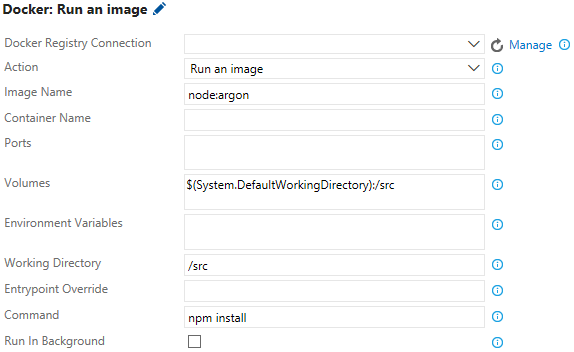 Docker: Run an image
Docker Registry Connection Manage
Action Run an image
Image Name node:argon
Container Name
Ports
Volumes $(System.DefaultWorkingDirectory):/src
Environment Variables
Working Directory /src
Entrypoint Override
Command npm install
Run In Background